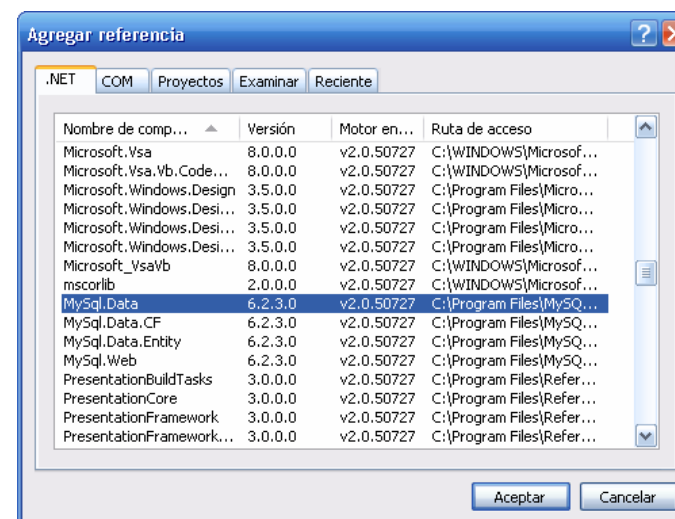 Agregar referencia
.NET COM Proyectos Examinar Reciente
Nombre de comp... Versión Motor en... Ruta de acceso
Microsoft.Vsa 8.0.0.0 v2.0.50727 C:\WINDOWS\Microsof...
Microsoft.Vsa.Vb.Code... 8.0.0.0 v2.0.50727 C:\WINDOWS\Microsof...
Microsoft.Windows.Design 3.5.0.0 v2.0.50727 C:\Program Files\Micro...
Microsoft.Windows.Desi... 3.5.0.0 v2.0.50727 C:\Program Files\Micro...
Microsoft.Windows.Desi... 3.5.0.0 v2.0.50727 C:\Program Files\Micro...
Microsoft.Windows.Desi... 3.5.0.0 v2.0.50727 C:\Program Files\Micro...
Microsoft_VsaVb 8.0.0.0 v2.0.50727 C:\WINDOWS\Microsof...
mscorlib 2.0.0.0 v2.0.50727 C:\WINDOWS\Microsof...
MySql.Data 6.2.3.0 v2.0.50727 C:\Program Files\MySQ...
MySql.Data.CF 6.2.3.0 v2.0.50727 C:\Program Files\MySQ...
MySql.Data.Entity 6.2.3.0 v2.0.50727 C:\Program Files\MySQ...
MySql.Web 6.2.3.0 v2.0.50727 C:\Program Files\MySQ...
PresentationBuildTasks 3.0.0.0 v2.0.50727 C:\Program Files\Refer...
PresentationCore 3.0.0.0 v2.0.50727 C:\Program Files\Refer...
PresentationFramework 3.0.0.0 v2.0.50727 C:\Program Files\Refer...
PresentationFramework... 3.0.0.0 v2.0.50727 C:\Program Files\Refer...
Aceptar Cancelar